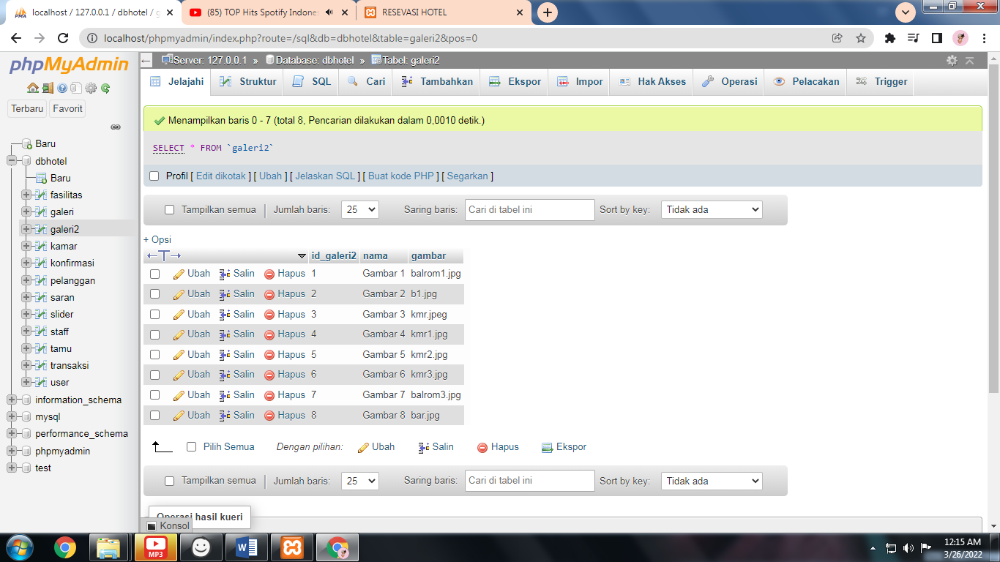 localhost / 127.0.0.1 / dbhotel / g
(85) TOP Hits Spotify Indones
RESEVASI HOTEL
localhost/phpmyadmin/index.php?route=/sql&db=dbhotel&table=galeri2&pos=0
phpMyAdmin
Terbaru Favorit
Baru
dbhotel
Baru
fasilitas
galeri
galeri2
kamar
konfirmasi
pelanggan
saran
slider
staff
tamu
transaksi
user
information_schema
mysql
performance_schema
phpmyadmin
test
Server: 127.0.0.1 » Database: dbhotel » Tabel: galeri2
Jelajahi Struktur SQL Cari Tambahkan Ekspor Impor Hak Akses Operasi Pelacakan Trigger
Menampilkan baris 0 - 7 (total 8, Pencarian dilakukan dalam 0,0010 detik.)
SELECT * FROM `galeri2`
Profil [ Edit dikotak ] [ Ubah ] [ Jelaskan SQL ] [ Buat kode PHP ] [ Segarkan ]
Tampilkan semua | Jumlah baris: 25 Saring baris: Cari di tabel ini Sort by key: Tidak ada
+ Opsi
←T→ id_galeri2 nama gambar
Ubah Salin Hapus 1 Gambar 1 balrom1.jpg
Ubah Salin Hapus 2 Gambar 2 b1.jpg
Ubah Salin Hapus 3 Gambar 3 kmr.jpeg
Ubah Salin Hapus 4 Gambar 4 kmr1.jpg
Ubah Salin Hapus 5 Gambar 5 kmr2.jpg
Ubah Salin Hapus 6 Gambar 6 kmr3.jpg
Ubah Salin Hapus 7 Gambar 7 balrom3.jpg
Ubah Salin Hapus 8 Gambar 8 bar.jpg
Pilih Semua Dengan pilihan: Ubah Salin Hapus Ekspor
Tampilkan semua | Jumlah baris: 25 Saring baris: Cari di tabel ini Sort by key: Tidak ada
Operasi hasil kueri
Konsol
MP3
12:15 AM
3/26/2022